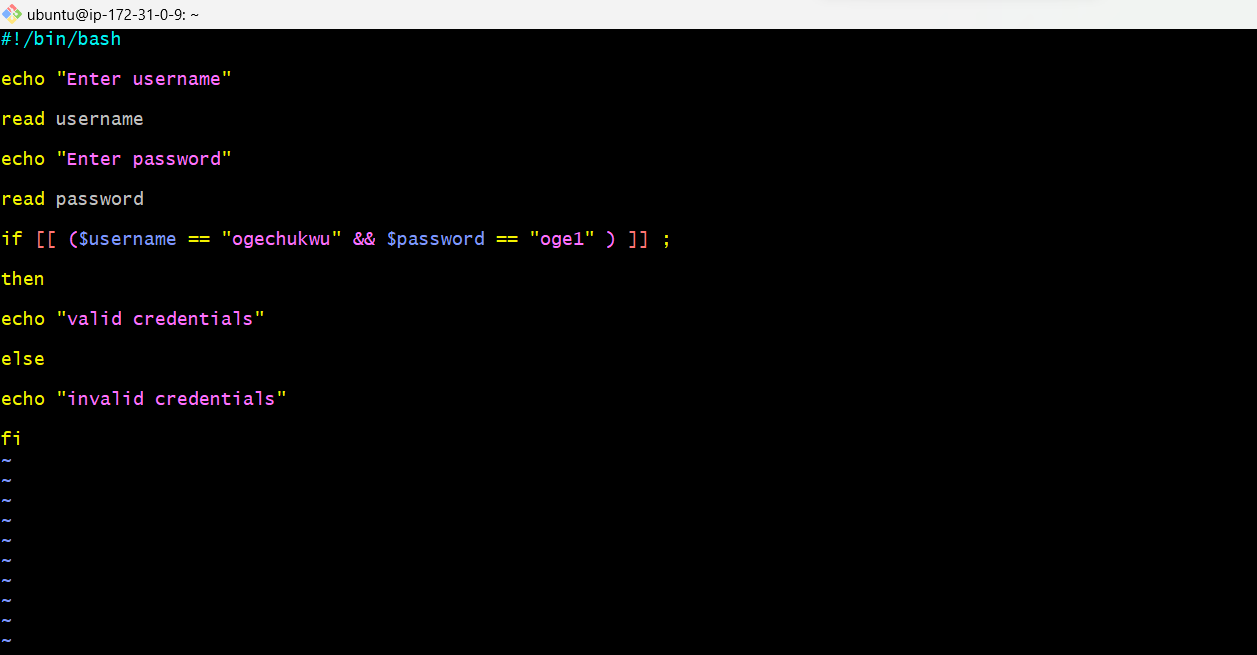 ubuntu@ip-172-31-0-9: ~
#!/bin/bash
echo "Enter username"
read username
echo "Enter password"
read password
if [[ ($username == "ogechukwu" && $password == "oge1" ) ]] ;
then
echo "valid credentials"
else
echo "invalid credentials"
fi
~
~
~
~
~
~
~
~
~
~